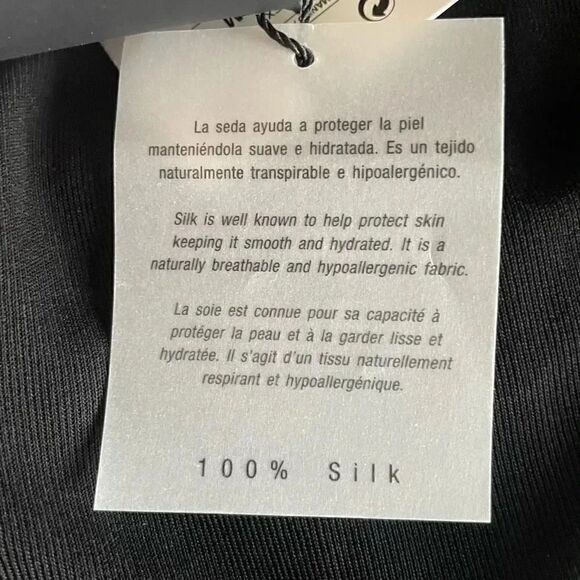 La seda ayuda a proteger la piel
manteniéndola suave e hidratada. Es un tejido
naturalmente transpirable e hipoalergénico.
Silk is well known to help protect skin
keeping it smooth and hydrated. It is a
naturally breathable and hypoallergenic fabric.
La soie est connue pour sa capacité à
protéger la peau et à la garder lisse et
hydratée. Il s'agit d'un tissu naturellement
respirant et hypoallergénique.
100% Silk